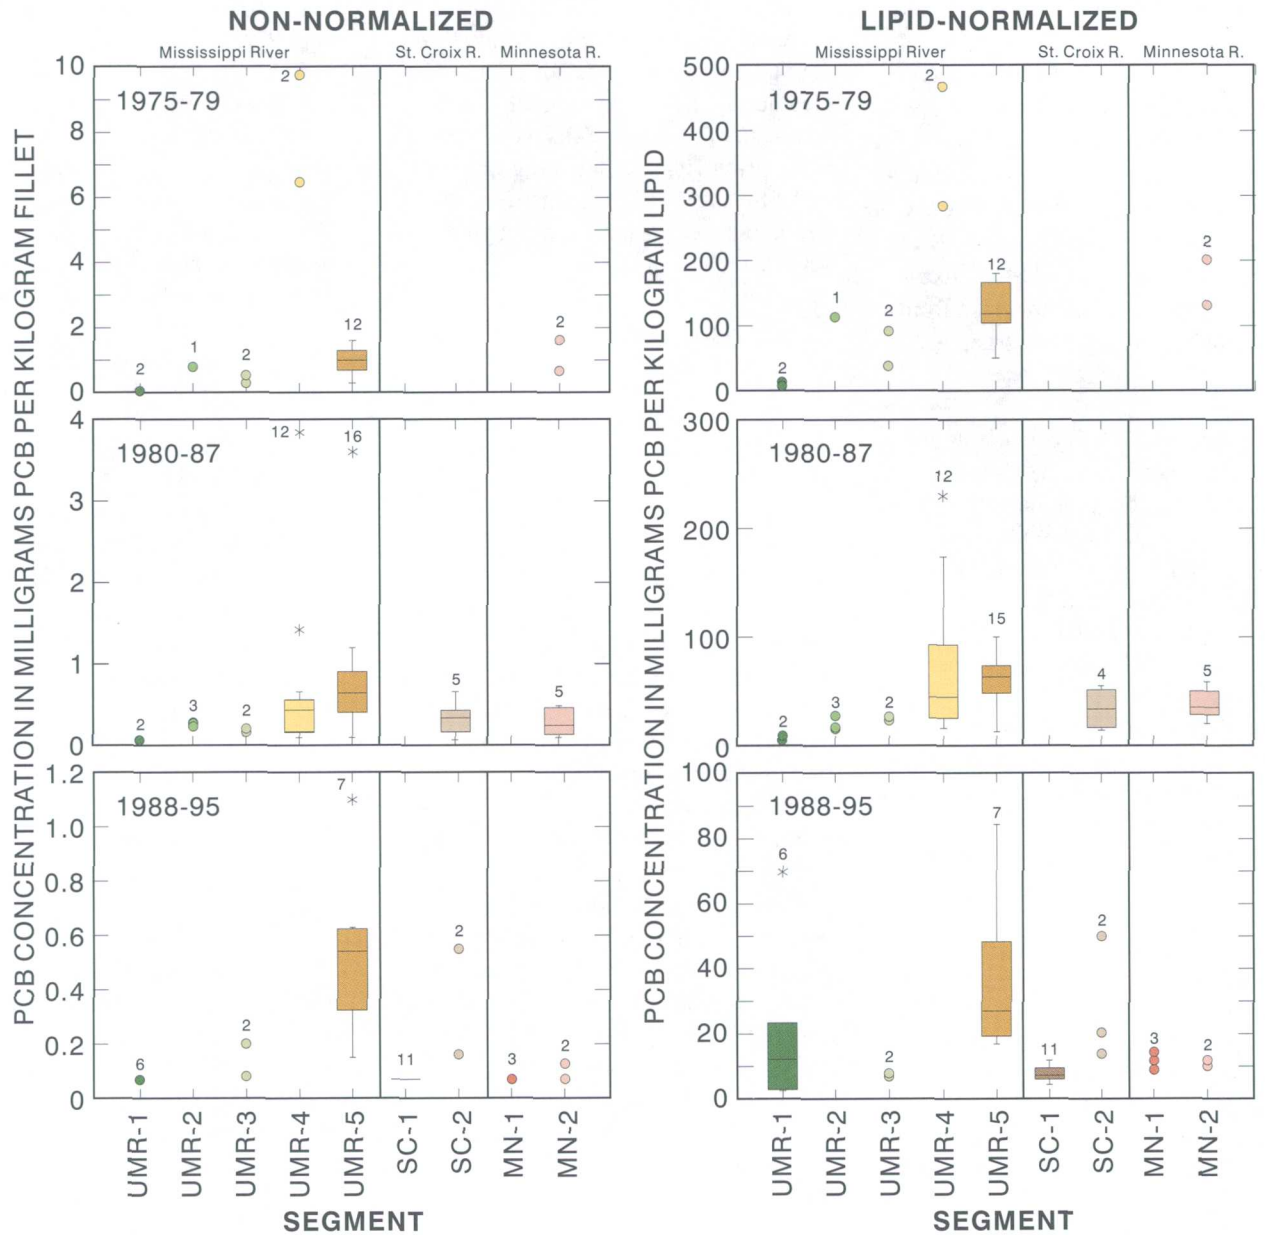 NON-NORMALIZED
LIPID-NORMALIZED
Mississippi River St. Croix R. Minnesota R.
Mississippi River St. Croix R. Minnesota R.
PCB CONCENTRATION IN MILLIGRAMS PCB PER KILOGRAM FILLET
10
8
6
4
2
0
1975-79
2 1 2 2 12 2
4
3
2
1
0
1980-87
2 3 2 12 * 16 * * 5 5
1.2
1.0
0.8
0.6
0.4
0.2
0
1988-95
6 2 7 * 11 2 3 2
UMR-1 UMR-2 UMR-3 UMR-4 UMR-5 SC-1 SC-2 MN-1 MN-2
SEGMENT
PCB CONCENTRATION IN MILLIGRAMS PCB PER KILOGRAM LIPID
500
400
300
200
100
0
1975-79
2 1 2 2 12 2
300
200
100
0
1980-87
2 3 2 12 * 15 4 5
100
80
60
40
20
0
1988-95
6 * 2 7 11 2 3 2
UMR-1 UMR-2 UMR-3 UMR-4 UMR-5 SC-1 SC-2 MN-1 MN-2
SEGMENT